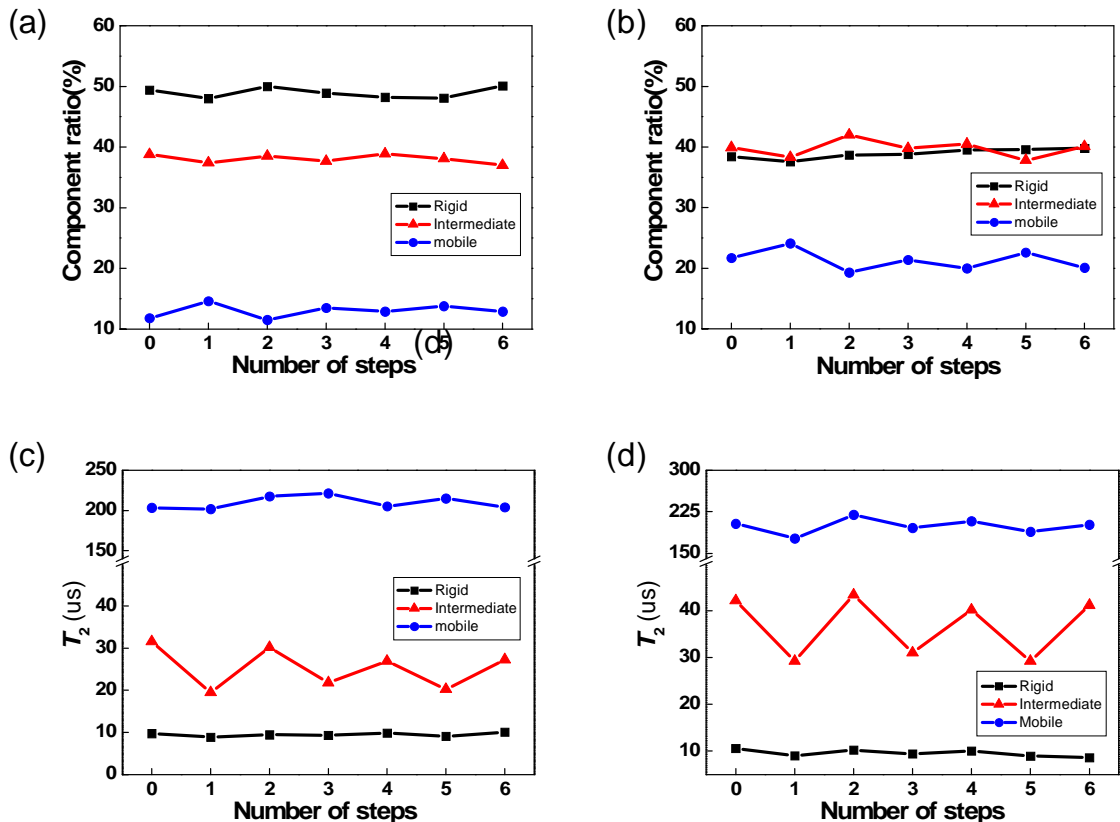 (a)
60
50
40
30
20
10
Component ratio(%)
Rigid
Intermediate
mobile
0 1 2 3 4 5 6
Number of steps
(d)
(b)
60
50
40
30
20
10
Component ratio(%)
Rigid
Intermediate
mobile
0 1 2 3 4 5 6
Number of steps
(c)
250
200
150
40
30
20
10
0
T2 (us)
Rigid
Intermediate
mobile
0 1 2 3 4 5 6
Number of steps
(d)
300
225
150
40
30
20
10
T2 (us)
Rigid
Intermediate
Mobile
0 1 2 3 4 5 6
Number of steps